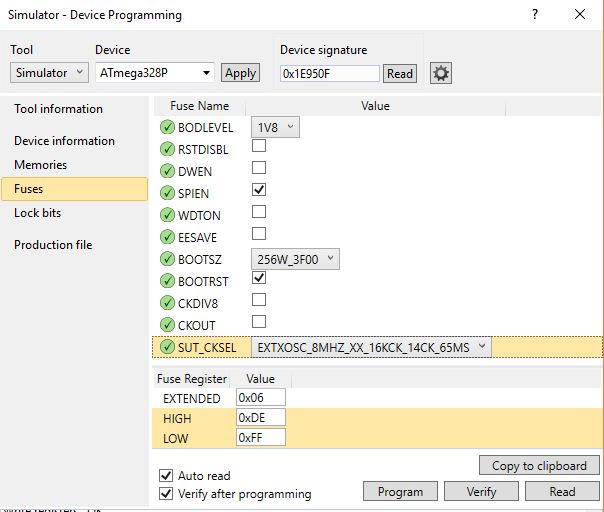 Simulator - Device Programming
Tool Device Device signature
Simulator ATmega328P Apply 0x1E950F Read
Tool information
Device information
Memories
Fuses
Lock bits
Production file
Fuse Name Value
BODLEVEL 1V8
RSTDISBL
DWEN
SPIEN
WDTON
EESAVE
BOOTSZ 256W_3F00
BOOTRST
CKDIV8
CKOUT
SUT_CKSEL EXTXOSC_8MHZ_XX_16KCK_14CK_65MS
Fuse Register Value
EXTENDED 0x06
HIGH 0xDE
LOW 0xFF
Copy to clipboard
Auto read
Verify after programming
Program Verify Read